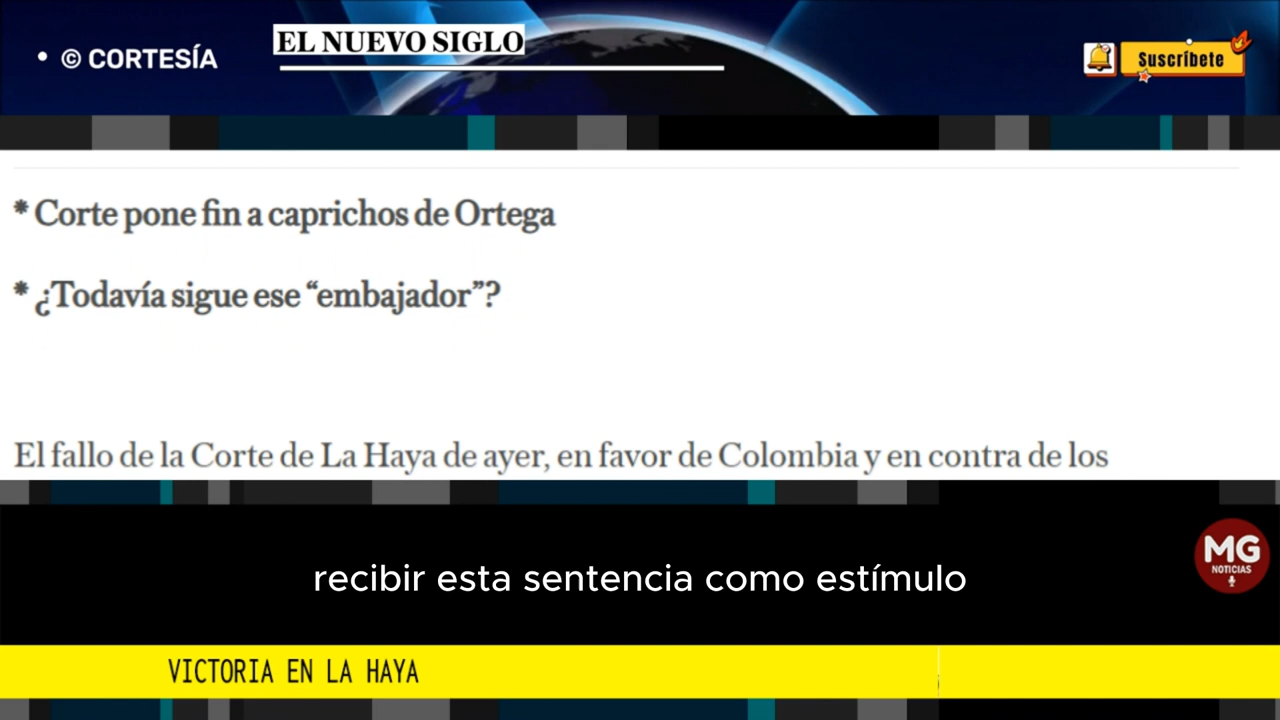 • © CORTESÍA
EL NUEVO SIGLO
Suscríbete
* Corte pone fin a caprichos de Ortega
* ¿Todavía sigue ese “embajador”?
El fallo de la Corte de La Haya de ayer, en favor de Colombia y en contra de los
recibir esta sentencia como estímulo
MG
NOTICIAS
VICTORIA EN LA HAYA